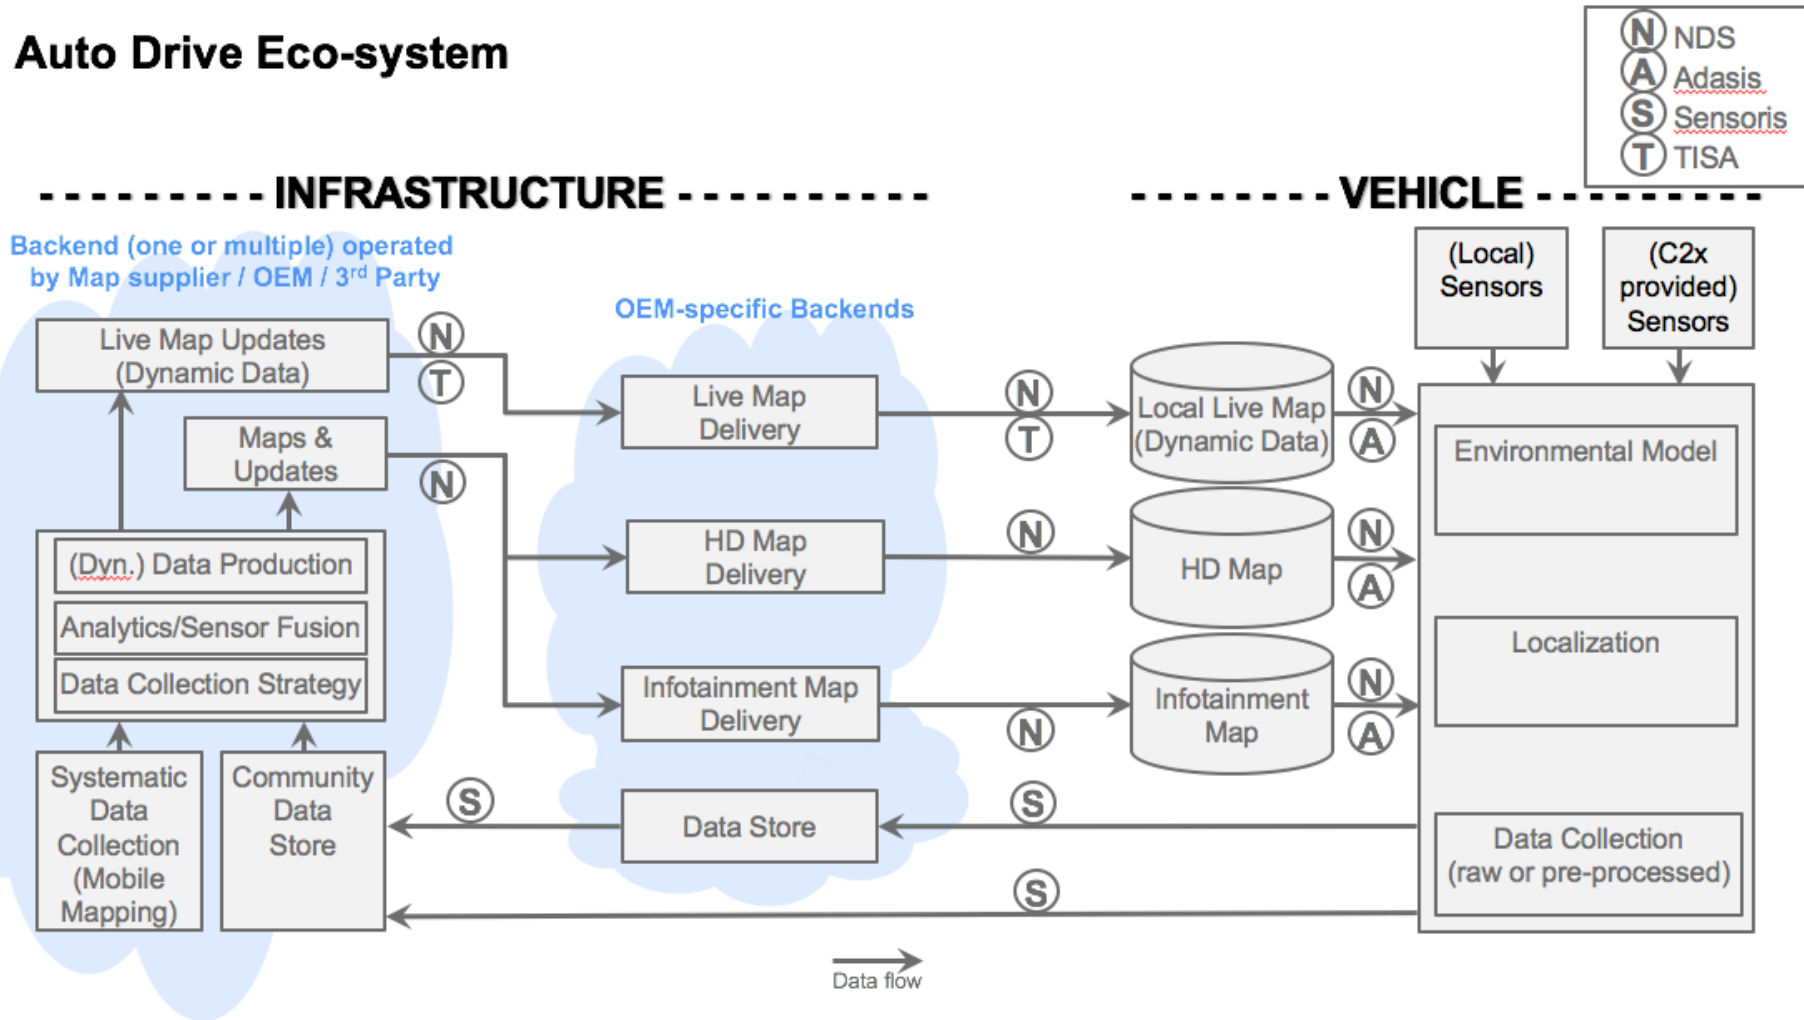 Auto Drive Eco-system
N NDS
A Adasis
S Sensoris
T TISA
- - - - - - - - - INFRASTRUCTURE - - - - - - - - - -
- - - - - - - - VEHICLE - - - - - - - - -
Backend (one or multiple) operated
by Map supplier / OEM / 3rd Party
OEM-specific Backends
(Local)
Sensors
(C2x
provided)
Sensors
Live Map Updates
(Dynamic Data)
N
T
Live Map
Delivery
N
T
Local Live Map
(Dynamic Data)
N
A
Environmental Model
Maps &
Updates
N
HD Map
Delivery
N
HD Map
N
A
(Dyn.) Data Production
Analytics/Sensor Fusion
Data Collection Strategy
Localization
Infotainment Map
Delivery
N
Infotainment
Map
N
A
Systematic
Data
Collection
(Mobile
Mapping)
Community
Data
Store
S
Data Store
S
Data Collection
(raw or pre-processed)
S
Data flow